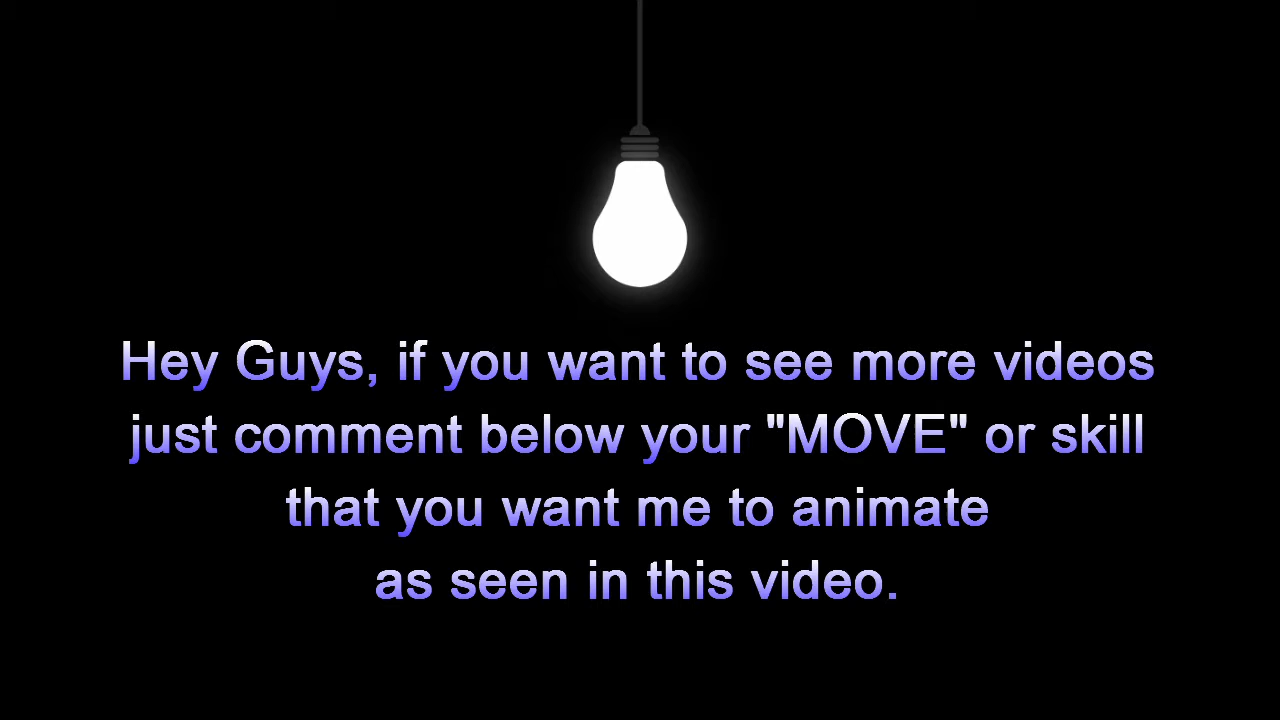 Hey Guys, if you want to see more videos
just comment below your "MOVE" or skill
that you want me to animate
as seen in this video.